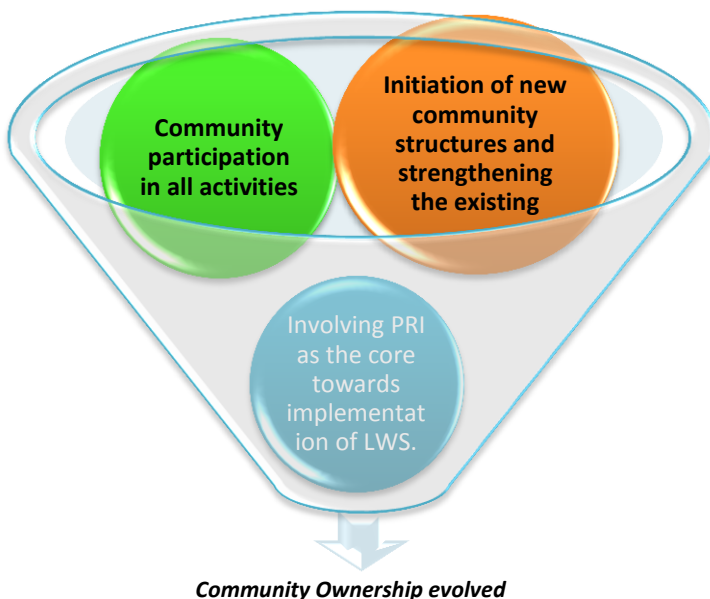 Community
participation
in all activities
Initiation of new
community
structures and
strengthening
the existing
Involving PRI
as the core
towards
implementat
ion of LWS.
Community Ownership evolved